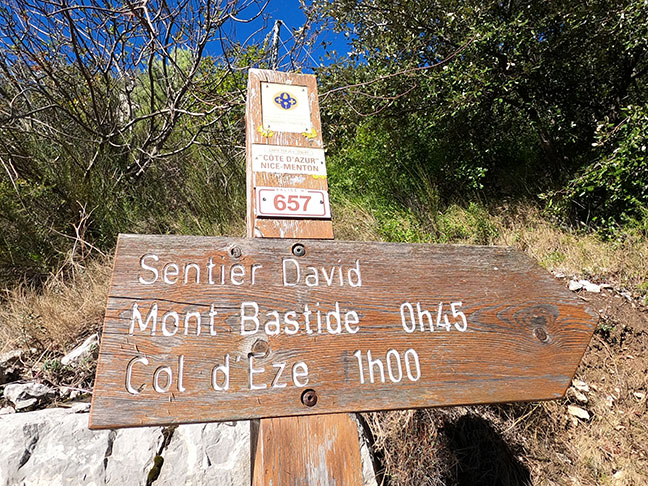 "CÔTE D'AZUR"
NICE-MENTON
657
Sentier David
Mont Bastide 0h45
Col d'Eze 1h00